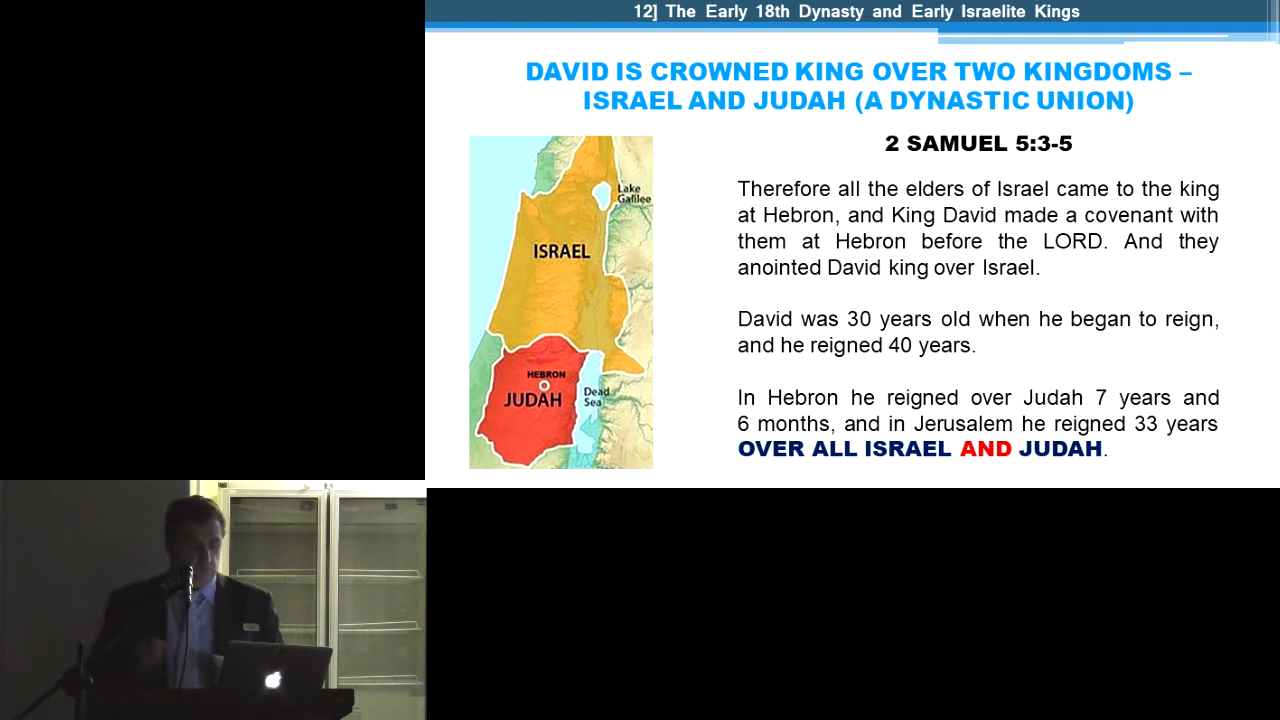 12] The Early 18th Dynasty and Early Israelite Kings
DAVID IS CROWNED KING OVER TWO KINGDOMS –
ISRAEL AND JUDAH (A DYNASTIC UNION)
2 SAMUEL 5:3-5
Lake
Galilee
ISRAEL
HEBRON
JUDAH
Dead
Sea
Therefore all the elders of Israel came to the king
at Hebron, and King David made a covenant with
them at Hebron before the LORD. And they
anointed David king over Israel.
David was 30 years old when he began to reign,
and he reigned 40 years.
In Hebron he reigned over Judah 7 years and
6 months, and in Jerusalem he reigned 33 years
OVER ALL ISRAEL AND JUDAH.